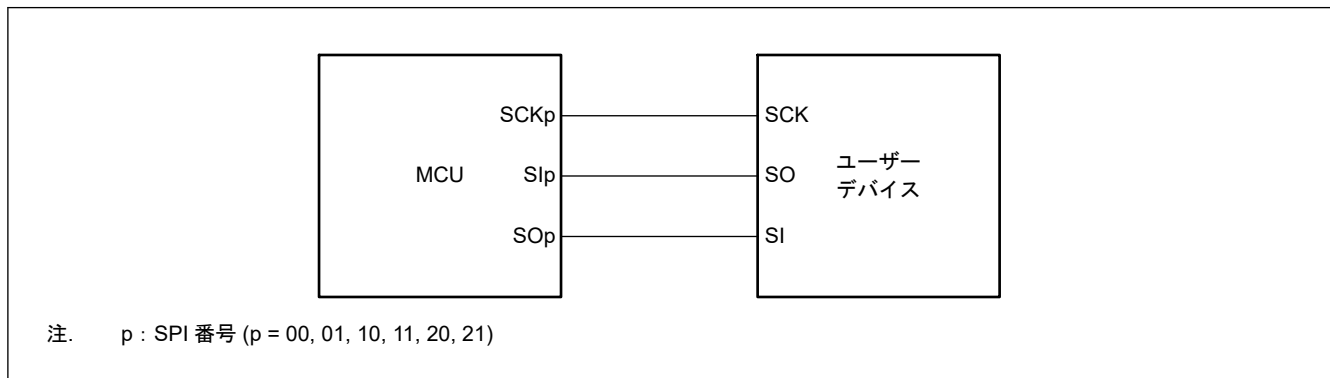 SCKp
SCK
MCU
SIp
SO
ユーザー
デバイス
SOp
SI
注. p：SPI 番号 (p = 00, 01, 10, 11, 20, 21)